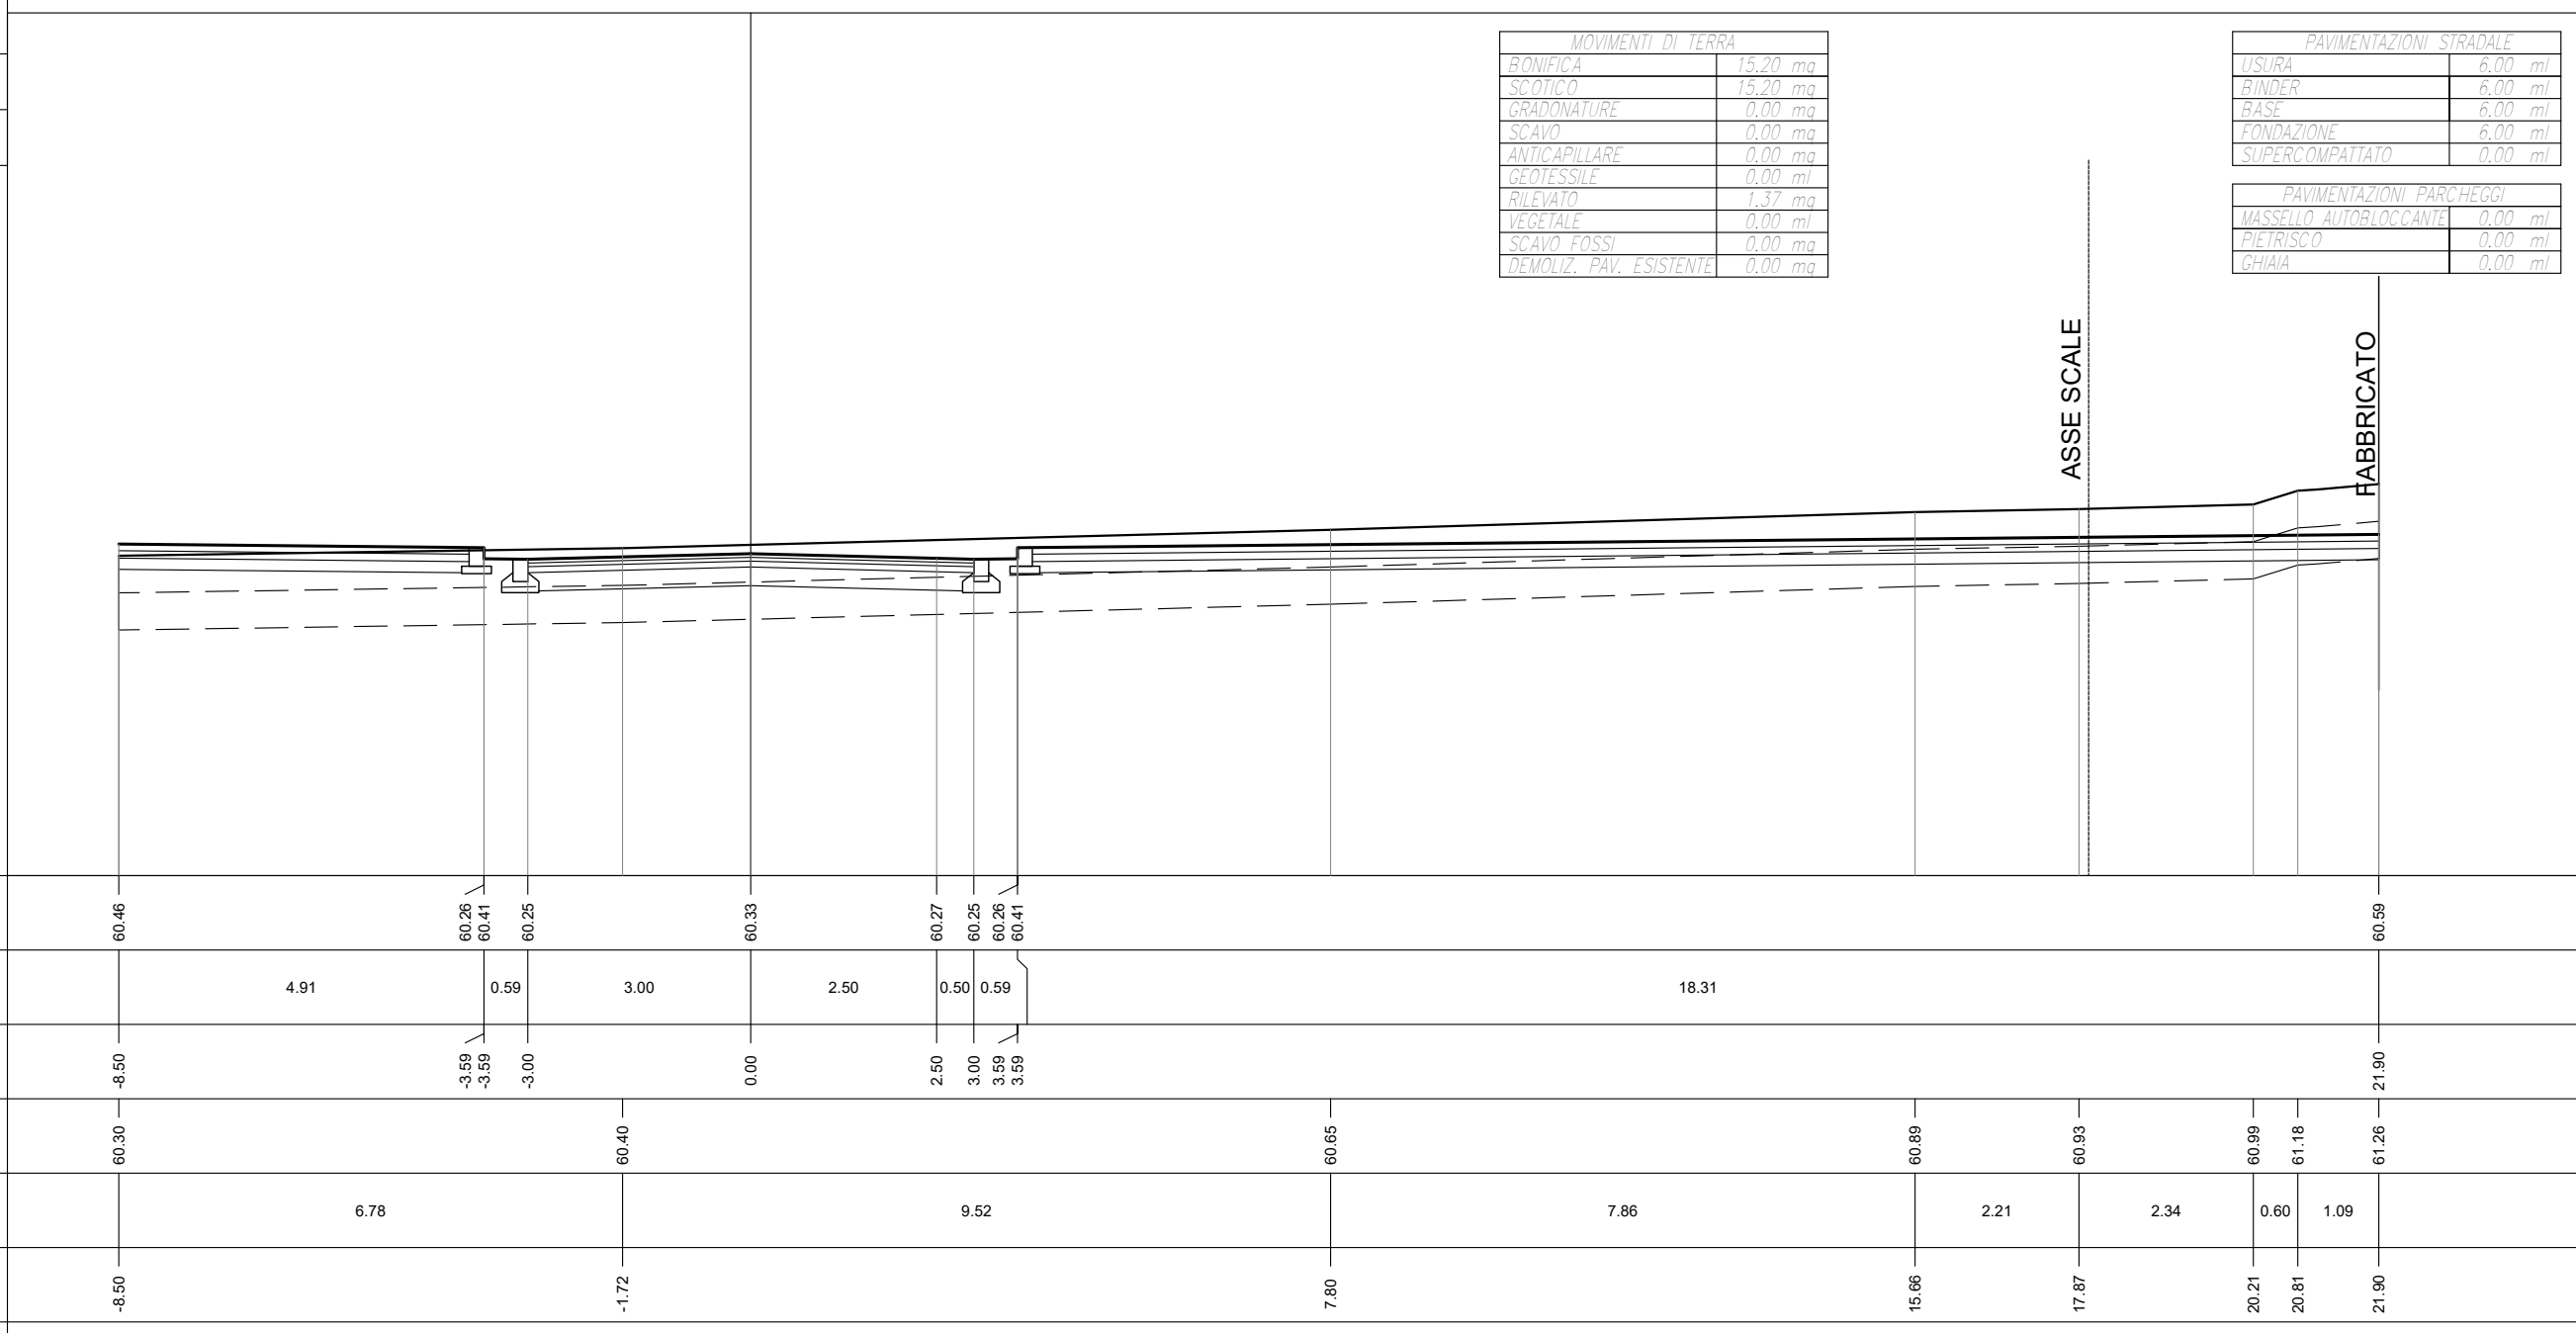 MOVIMENTI DI TERRA
BONIFICA 15.20 mq
SCOTICO 15.20 mq
GRADONATURE 0.00 mq
SCAVO 0.00 mq
ANTICAPILLARE 0.00 mq
GEOTESSILE 0.00 ml
RILEVATO 1.37 mq
VEGETALE 0.00 ml
SCAVO FOSSI 0.00 mq
DEMOLIZ. PAV. ESISTENTE 0.00 mq
PAVIMENTAZIONI STRADALE
USURA 6.00 ml
BINDER 6.00 ml
BASE 6.00 ml
FONDAZIONE 6.00 ml
SUPERCOMPATTATO 0.00 ml
PAVIMENTAZIONI PARCHEGGI
MASSELLO AUTOBLOCCANTE 0.00 ml
PIETRISCO 0.00 ml
GHIAIA 0.00 ml
ASSE SCALE
FABBRICATO
60.46 60.26 60.41 60.25 60.33 60.27 60.25 60.26 60.41 60.59
4.91 0.59 3.00 2.50 0.50 0.59 18.31
-8.50 -3.59 -3.59 -3.00 0.00 2.50 3.00 3.59 3.59 21.90
60.30 60.40 60.65 60.89 60.93 60.99 61.18 61.26
6.78 9.52 7.86 2.21 2.34 0.60 1.09
-8.50 -1.72 7.80 15.66 17.87 20.21 20.81 21.90